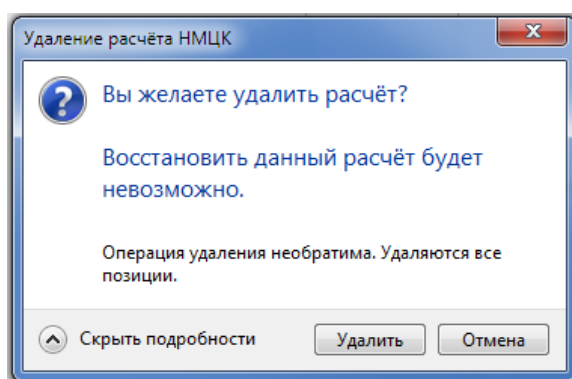 Удаление расчёта НМЦК
Вы желаете удалить расчёт?
Восстановить данный расчёт будет
невозможно.
Операция удаления необратима. Удаляются все
позиции.
Скрыть подробности
Удалить
Отмена